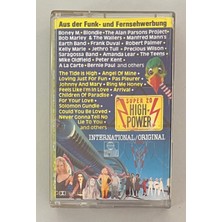 Aus der Funk- und Fernsehwerbung
Boney M. • Blondie • The Alan Parsons Project
Bob Marley & The Wailers • Manfred Mann's
Earth Band • Frank Duval • Robert Palmer
Kelly Marie • Jethro Tull • Precious Wilson
Saragossa Band • Amanda Lear • The Teens
Mike Oldfield • Peter Kent
A La Carte • Bernie Paul and others
The Tide is High • Angel Of Mine
Loving Just For Fun • Pas Pleurer
Johnny And Mary • Ring Me Honey
Feels Like I'm In Love • Arrival
Children Of Paradise
For Your Love
Solomon Gundie
Could You Be Loved
Never Gonna Tell No
Lie To You
and others
SUPER 20
HIGH
POWER
INTERNATIONAL/ORIGINAL